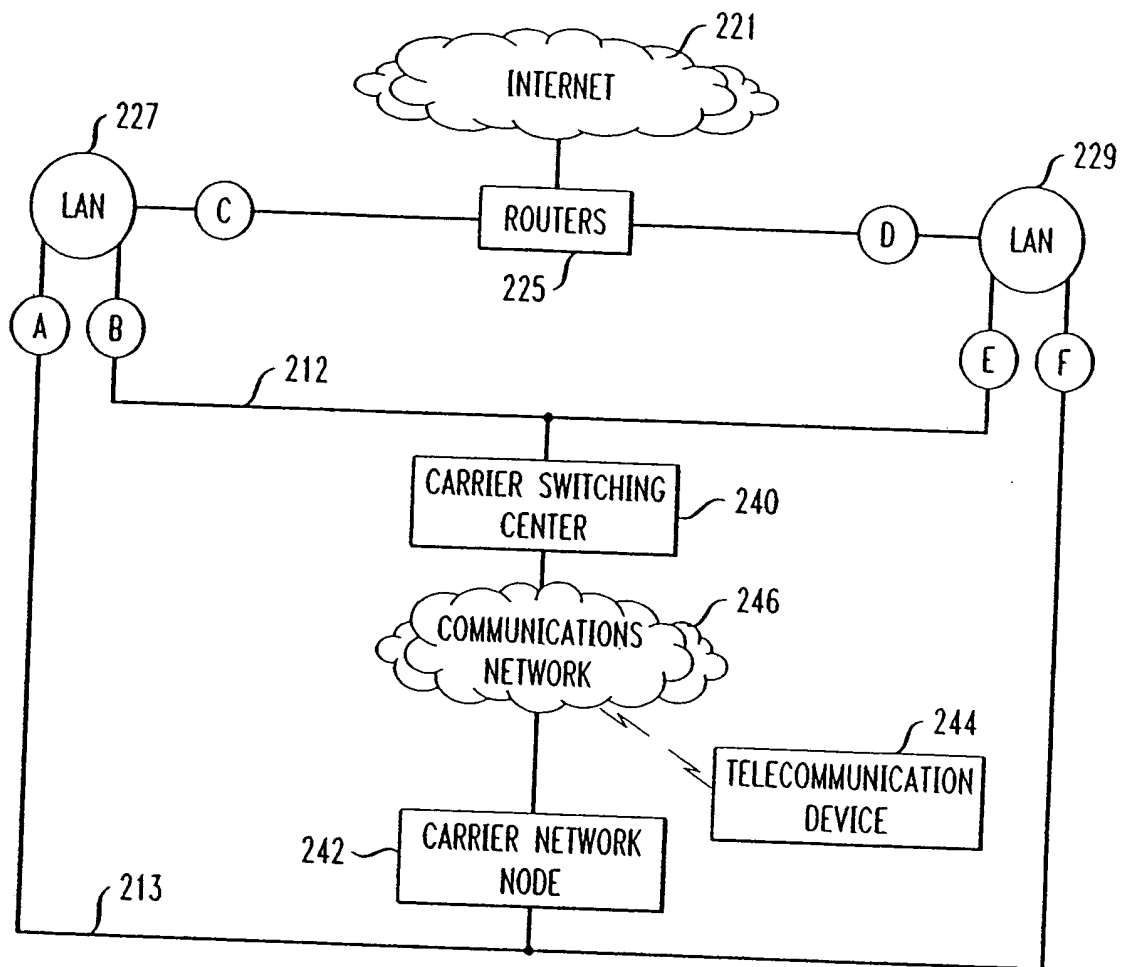 221
INTERNET
227
LAN
C
ROUTERS
225
D
229
LAN
A
B
E
F
212
CARRIER SWITCHING
CENTER
240
COMMUNICATIONS
NETWORK
246
244
TELECOMMUNICATION
DEVICE
242
CARRIER NETWORK
NODE
213